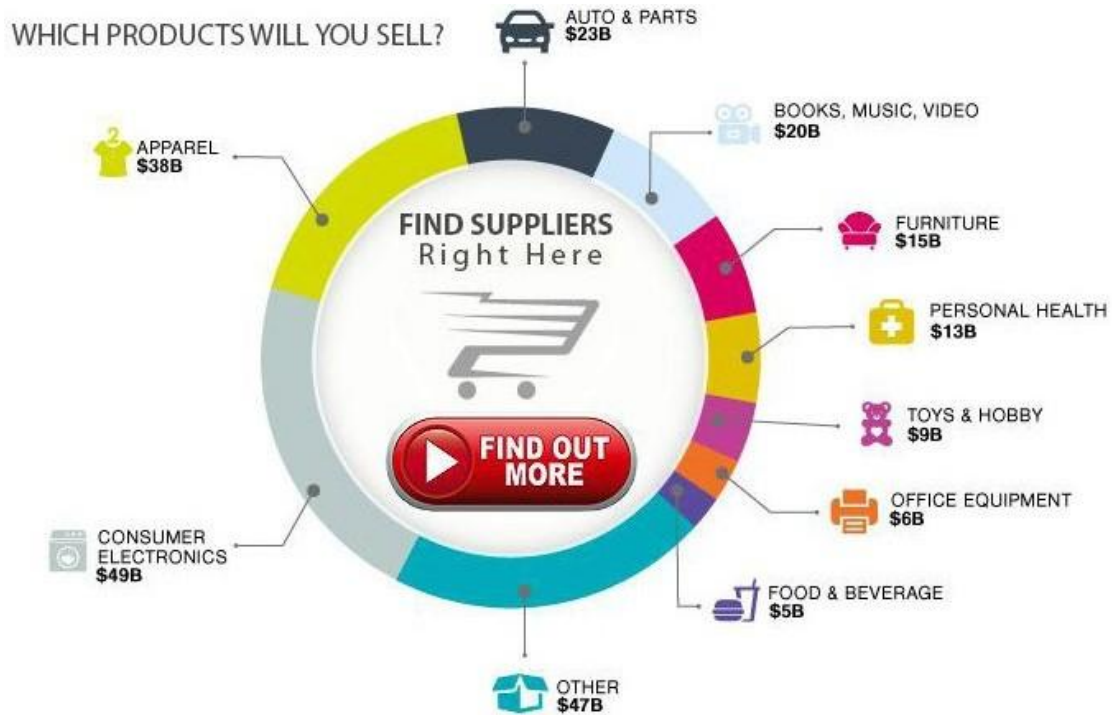 WHICH PRODUCTS WILL YOU SELL?
AUTO & PARTS
$23B
BOOKS, MUSIC, VIDEO
$20B
2
APPAREL
$38B
FURNITURE
$15B
FIND SUPPLIERS
Right Here
PERSONAL HEALTH
$13B
TOYS & HOBBY
$9B
FIND OUT
MORE
OFFICE EQUIPMENT
$6B
CONSUMER
ELECTRONICS
$49B
FOOD & BEVERAGE
$5B
OTHER
$47B